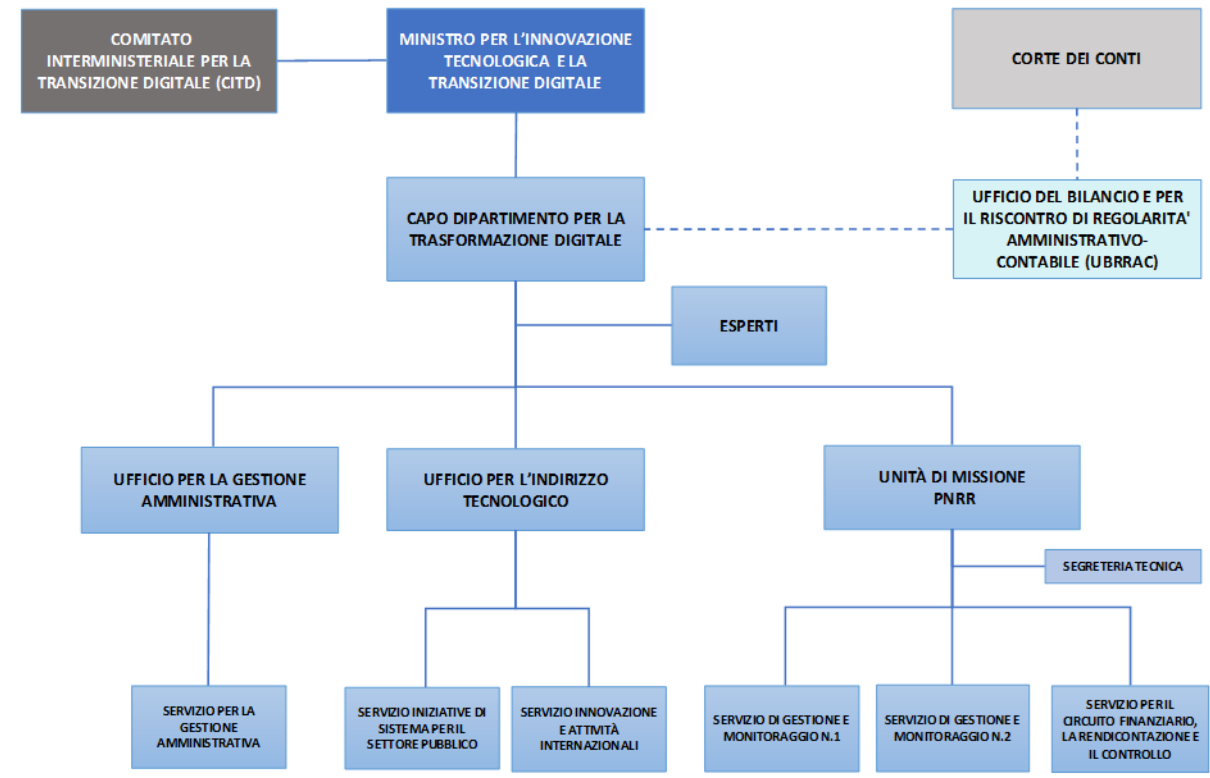 COMITATO
INTERMINISTERIALE PER LA
TRANSIZIONE DIGITALE (CITD)
MINISTRO PER L'INNOVAZIONE
TECNOLOGICA E LA
TRANSIZIONE DIGITALE
CORTE DEI CONTI
CAPO DIPARTIMENTO PER LA
TRASFORMAZIONE DIGITALE
UFFICIO DEL BILANCIO E PER
IL RISCONTRO DI REGOLARITA'
AMMINISTRATIVO-
CONTABILE (UBRRAC)
ESPERTI
UFFICIO PER LA GESTIONE
AMMINISTRATIVA
UFFICIO PER L'INDIRIZZO
TECNOLOGICO
UNITÀ DI MISSIONE
PNRR
SEGRETERIA TECNICA
SERVIZIO PER LA
GESTIONE
AMMINISTRATIVA
SERVIZIO INIZIATIVE DI
SISTEMA PER IL
SETTORE PUBBLICO
SERVIZIO INNOVAZIONE
E ATTIVITÀ
INTERNAZIONALI
SERVIZIO DI GESTIONE E
MONITORAGGIO N.1
SERVIZIO DI GESTIONE E
MONITORAGGIO N.2
SERVIZIO PER IL
CIRCUITO FINANZIARIO,
LA RENDICONTAZIONE E
IL CONTROLLO